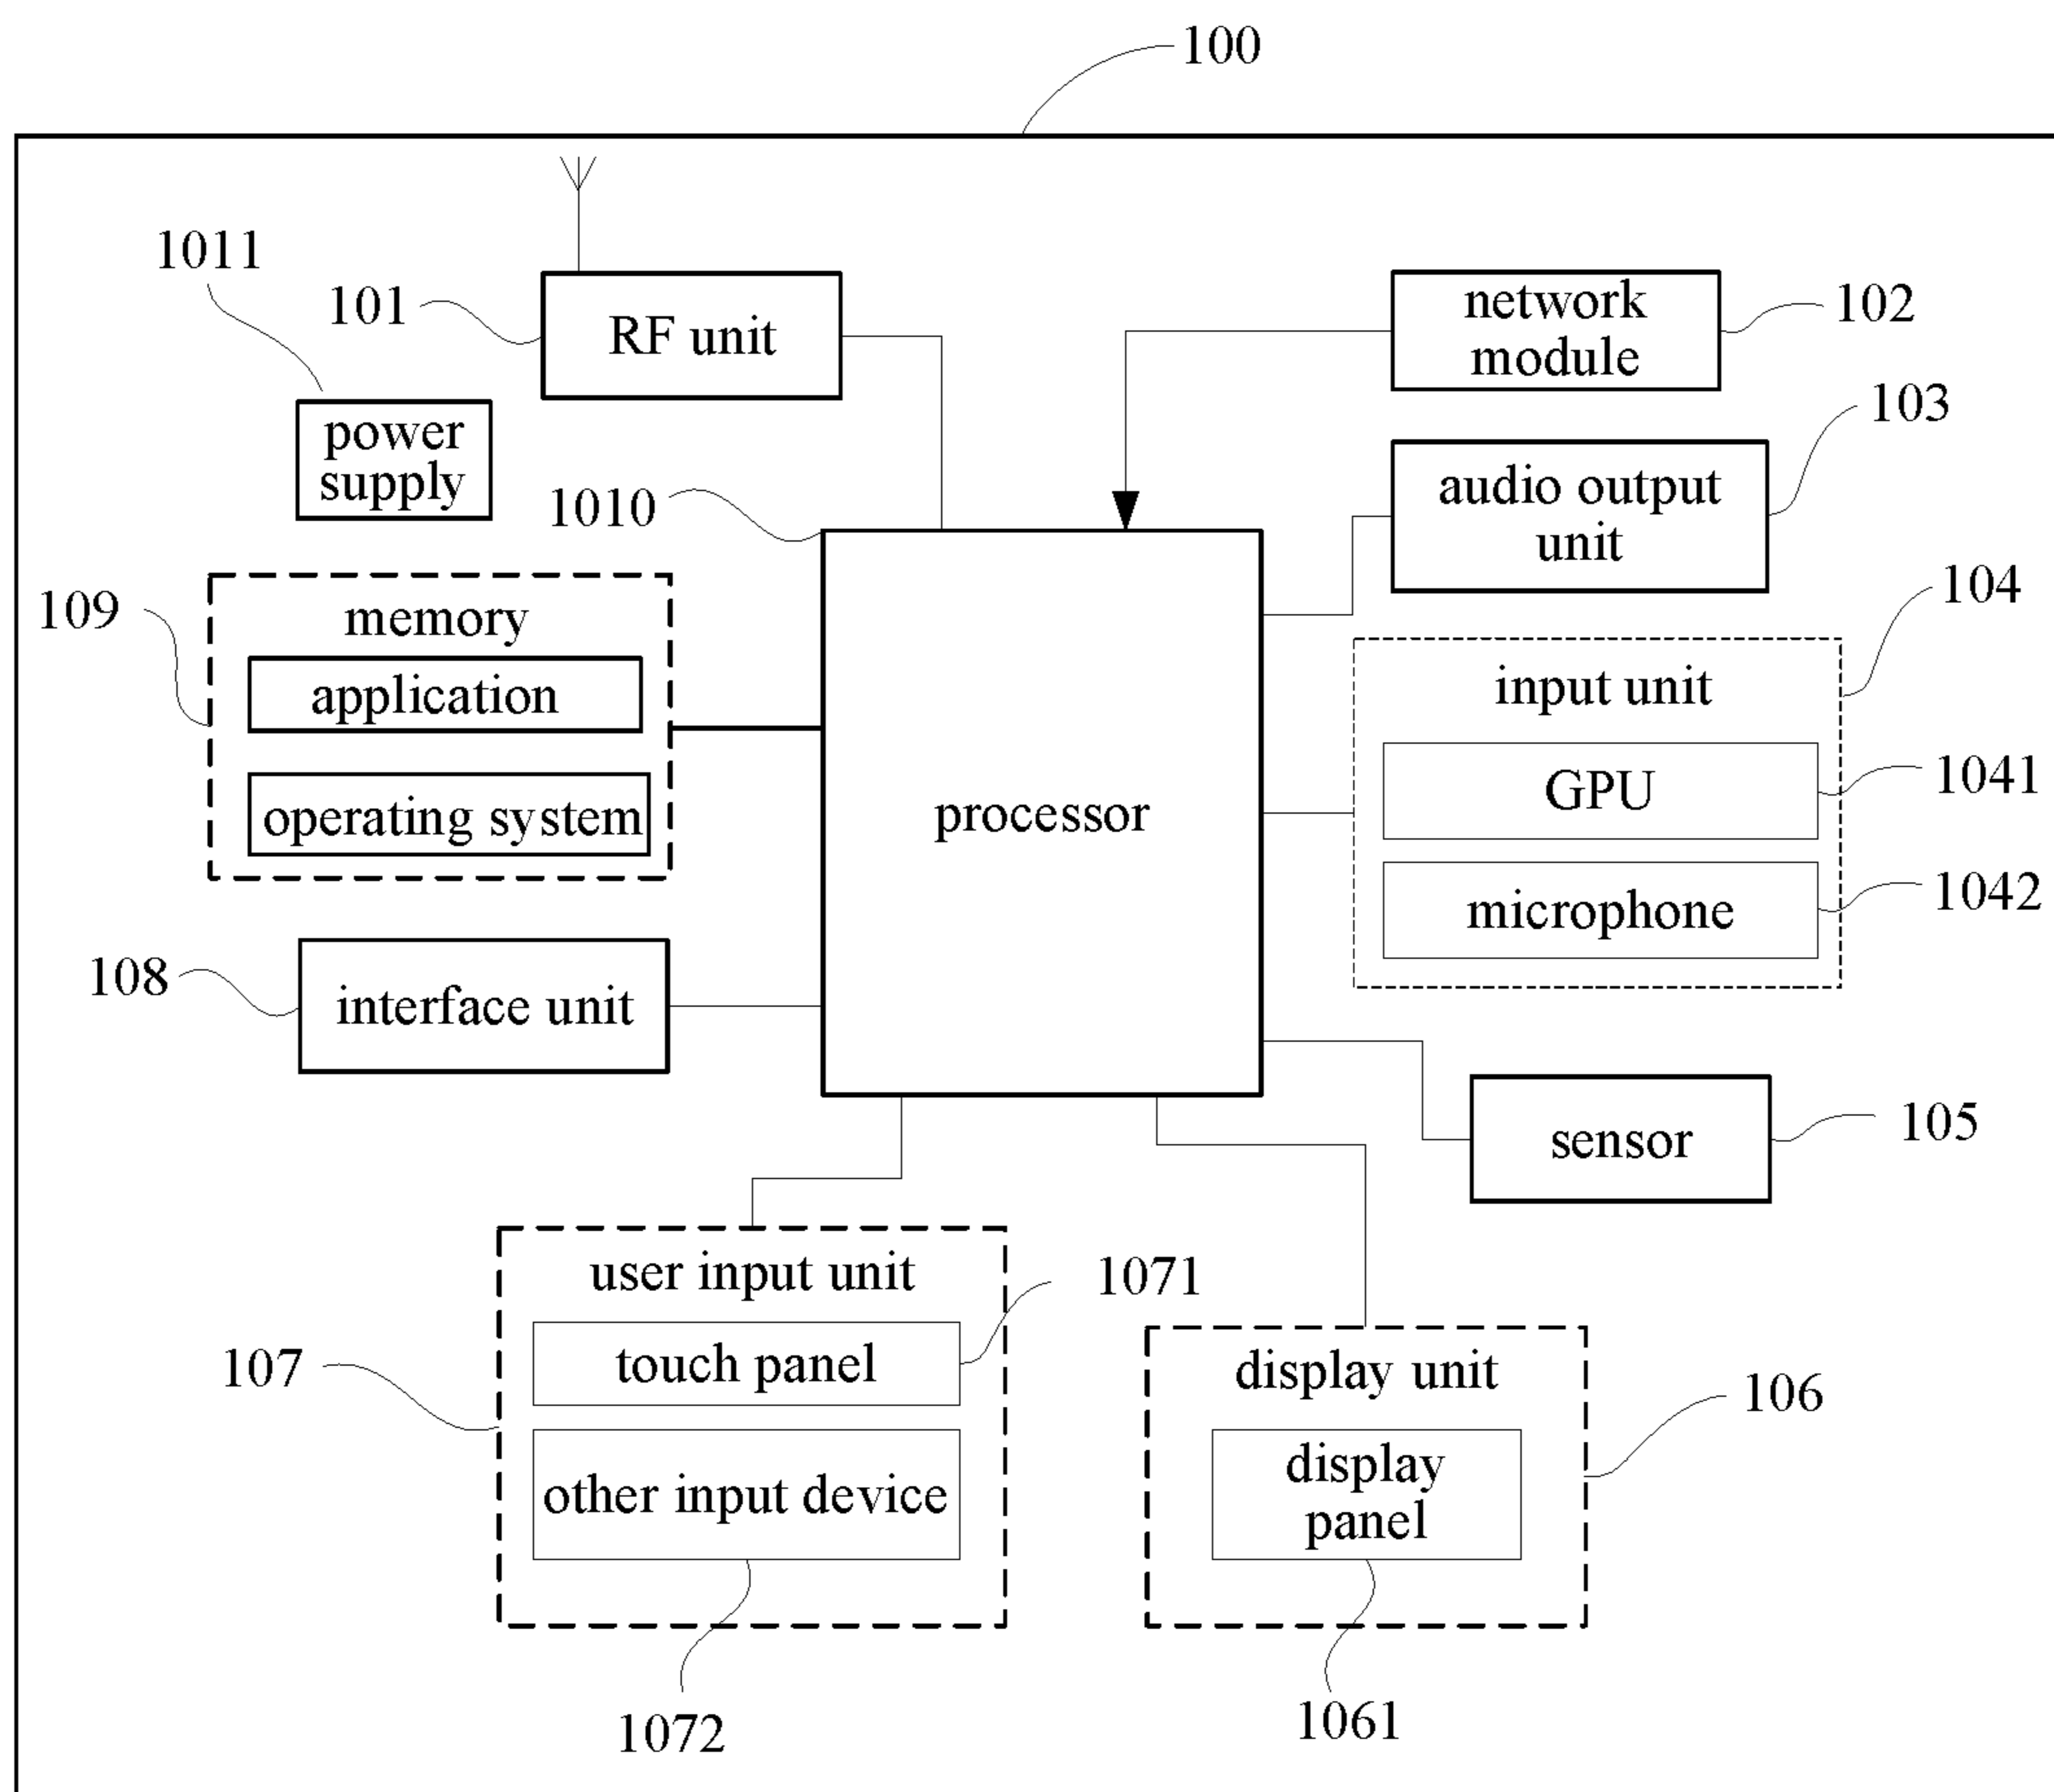 100
1011
101
RF unit
network
module
102
power
supply
103
audio output
unit
1010
109
memory
application
operating system
104
input unit
GPU
1041
microphone
1042
processor
108
interface unit
sensor
105
user input unit
1071
touch panel
107
other input device
1072
display unit
106
display
panel
1061